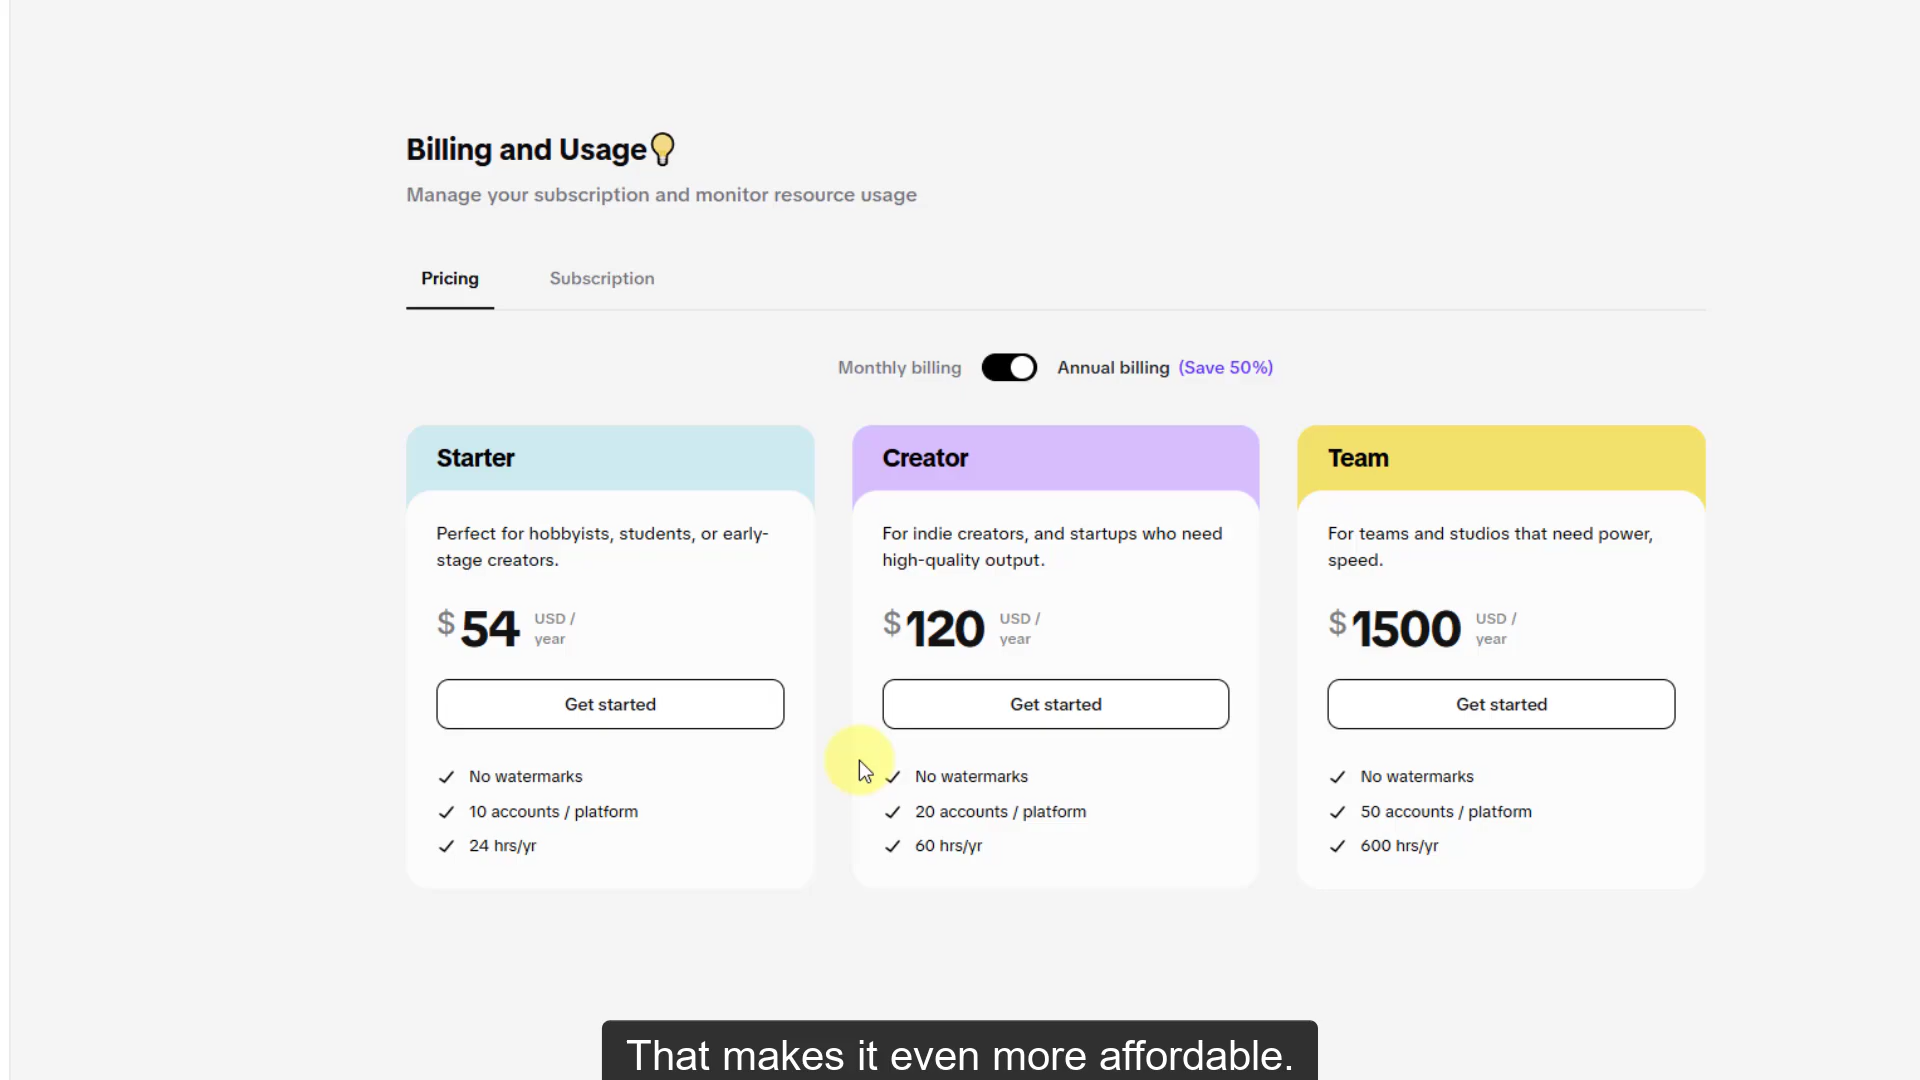 Billing and Usage
Manage your subscription and monitor resource usage
Pricing
Subscription
Monthly billing
Annual billing (Save 50%)
Starter
Perfect for hobbyists, students, or early-
stage creators.
$54 USD /
year
Get started
No watermarks
10 accounts / platform
24 hrs/yr
Creator
For indie creators, and startups who need
high-quality output.
$120 USD /
year
Get started
No watermarks
20 accounts / platform
60 hrs/yr
Team
For teams and studios that need power,
speed.
$1500 USD /
year
Get started
No watermarks
50 accounts / platform
600 hrs/yr
That makes it even more affordable.